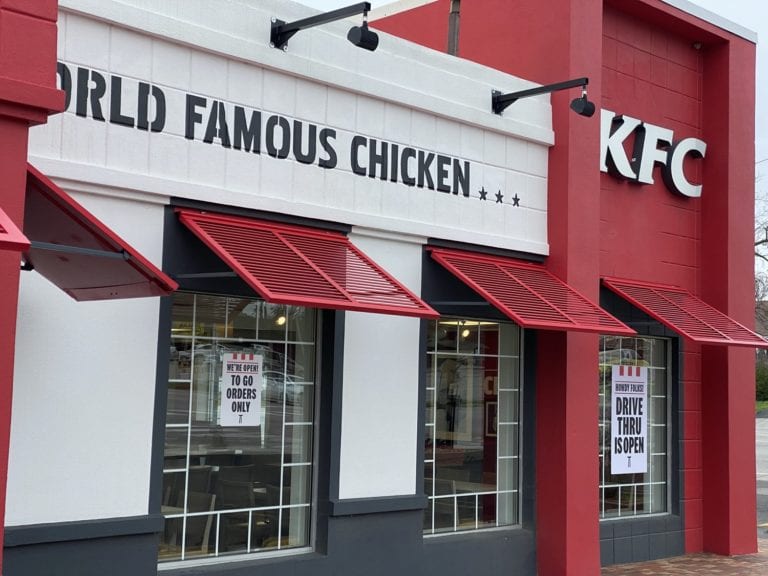 ORLD FAMOUS CHICKEN ★★★
KFC
WE'RE OPEN!
TO GO
ORDERS
ONLY
HOWDY FOLKS!
DRIVE
THRU
IS OPEN